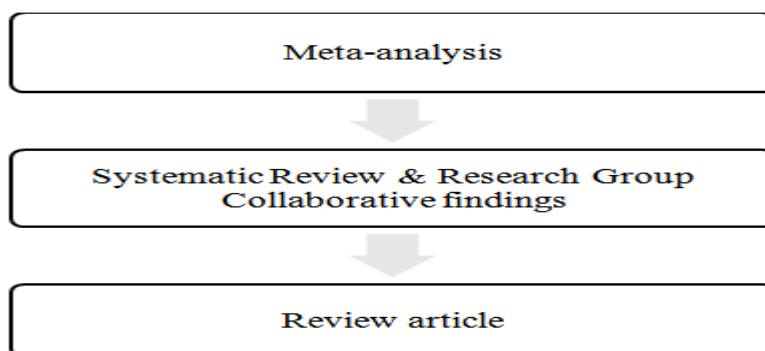 Meta-analysis
Systematic Review & Research Group
Collaborative findings
Review article